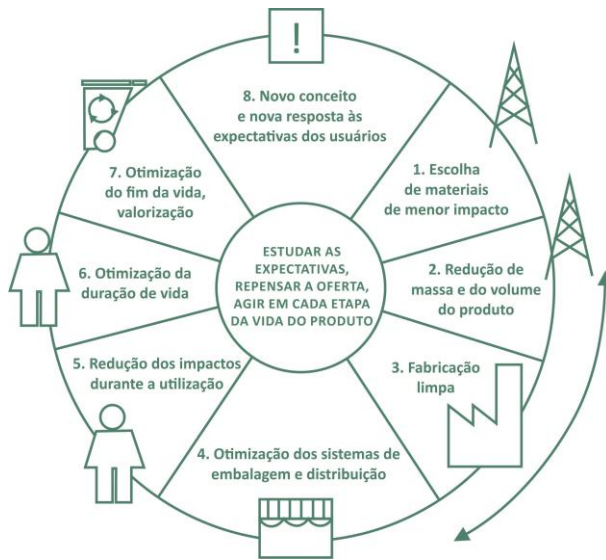 !
8. Novo conceito
e nova resposta às
expectativas dos usuários
1. Escolha
de materiais
de menor impacto
2. Redução de
massa e do volume
do produto
3. Fabricação
limpa
4. Otimização dos sistemas de
embalagem e distribuição
5. Redução dos impactos
durante a utilização
6. Otimização da
duração de vida
7. Otimização
do fim da vida,
valorização
ESTUDAR AS
EXPECTATIVAS,
REPENSAR A OFERTA,
AGIR EM CADA ETAPA
DA VIDA DO PRODUTO